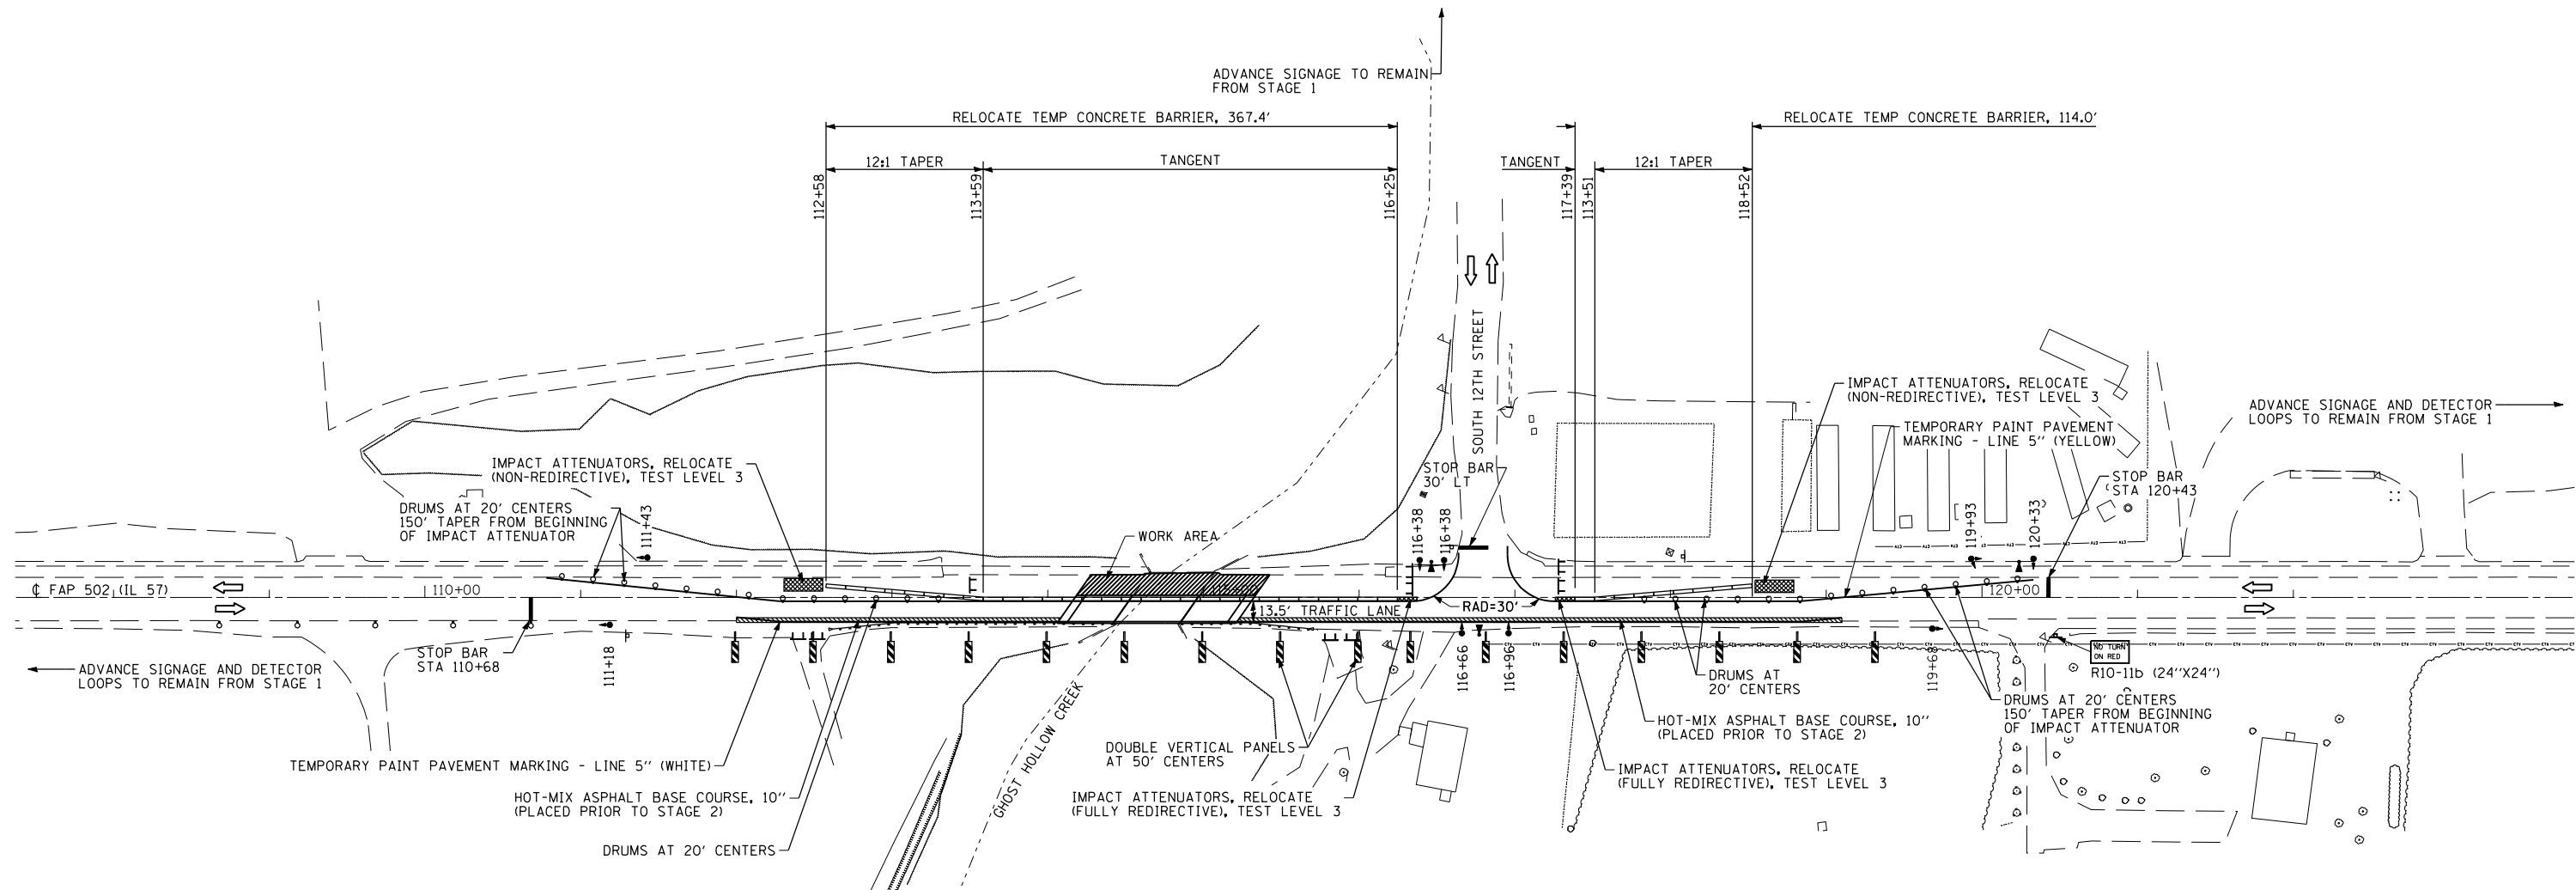 ADVANCE SIGNAGE TO REMAIN
FROM STAGE 1
RELOCATE TEMP CONCRETE BARRIER, 367.4'
RELOCATE TEMP CONCRETE BARRIER, 114.0'
12:1 TAPER
TANGENT
TANGENT
12:1 TAPER
112+58
113+59
116+25
117+39
113+51
118+52
SOUTH 12TH STREET
IMPACT ATTENUATORS, RELOCATE
(NON-REDIRECTIVE), TEST LEVEL 3
TEMPORARY PAINT PAVEMENT
MARKING - LINE 5" (YELLOW)
ADVANCE SIGNAGE AND DETECTOR
LOOPS TO REMAIN FROM STAGE 1
IMPACT ATTENUATORS, RELOCATE
(NON-REDIRECTIVE), TEST LEVEL 3
STOP BAR
30' LT
STOP BAR
STA 120+43
DRUMS AT 20' CENTERS
150' TAPER FROM BEGINNING
OF IMPACT ATTENUATOR
111+43
WORK AREA
116+38
116+38
119+93
120+33
℄ FAP 502 (IL 57)
110+00
120+00
13.5' TRAFFIC LANE
RAD=30'
STOP BAR
STA 110+68
111+18
116+66
116+96
119+68
NO TURN
ON RED
R10-11b (24"X24")
ADVANCE SIGNAGE AND DETECTOR
LOOPS TO REMAIN FROM STAGE 1
DRUMS AT
20' CENTERS
DRUMS AT 20' CENTERS
150' TAPER FROM BEGINNING
OF IMPACT ATTENUATOR
GHOST HOLLOW CREEK
HOT-MIX ASPHALT BASE COURSE, 10"
(PLACED PRIOR TO STAGE 2)
DOUBLE VERTICAL PANELS
AT 50' CENTERS
TEMPORARY PAINT PAVEMENT MARKING - LINE 5" (WHITE)
IMPACT ATTENUATORS, RELOCATE
(FULLY REDIRECTIVE), TEST LEVEL 3
HOT-MIX ASPHALT BASE COURSE, 10"
(PLACED PRIOR TO STAGE 2)
IMPACT ATTENUATORS, RELOCATE
(FULLY REDIRECTIVE), TEST LEVEL 3
DRUMS AT 20' CENTERS